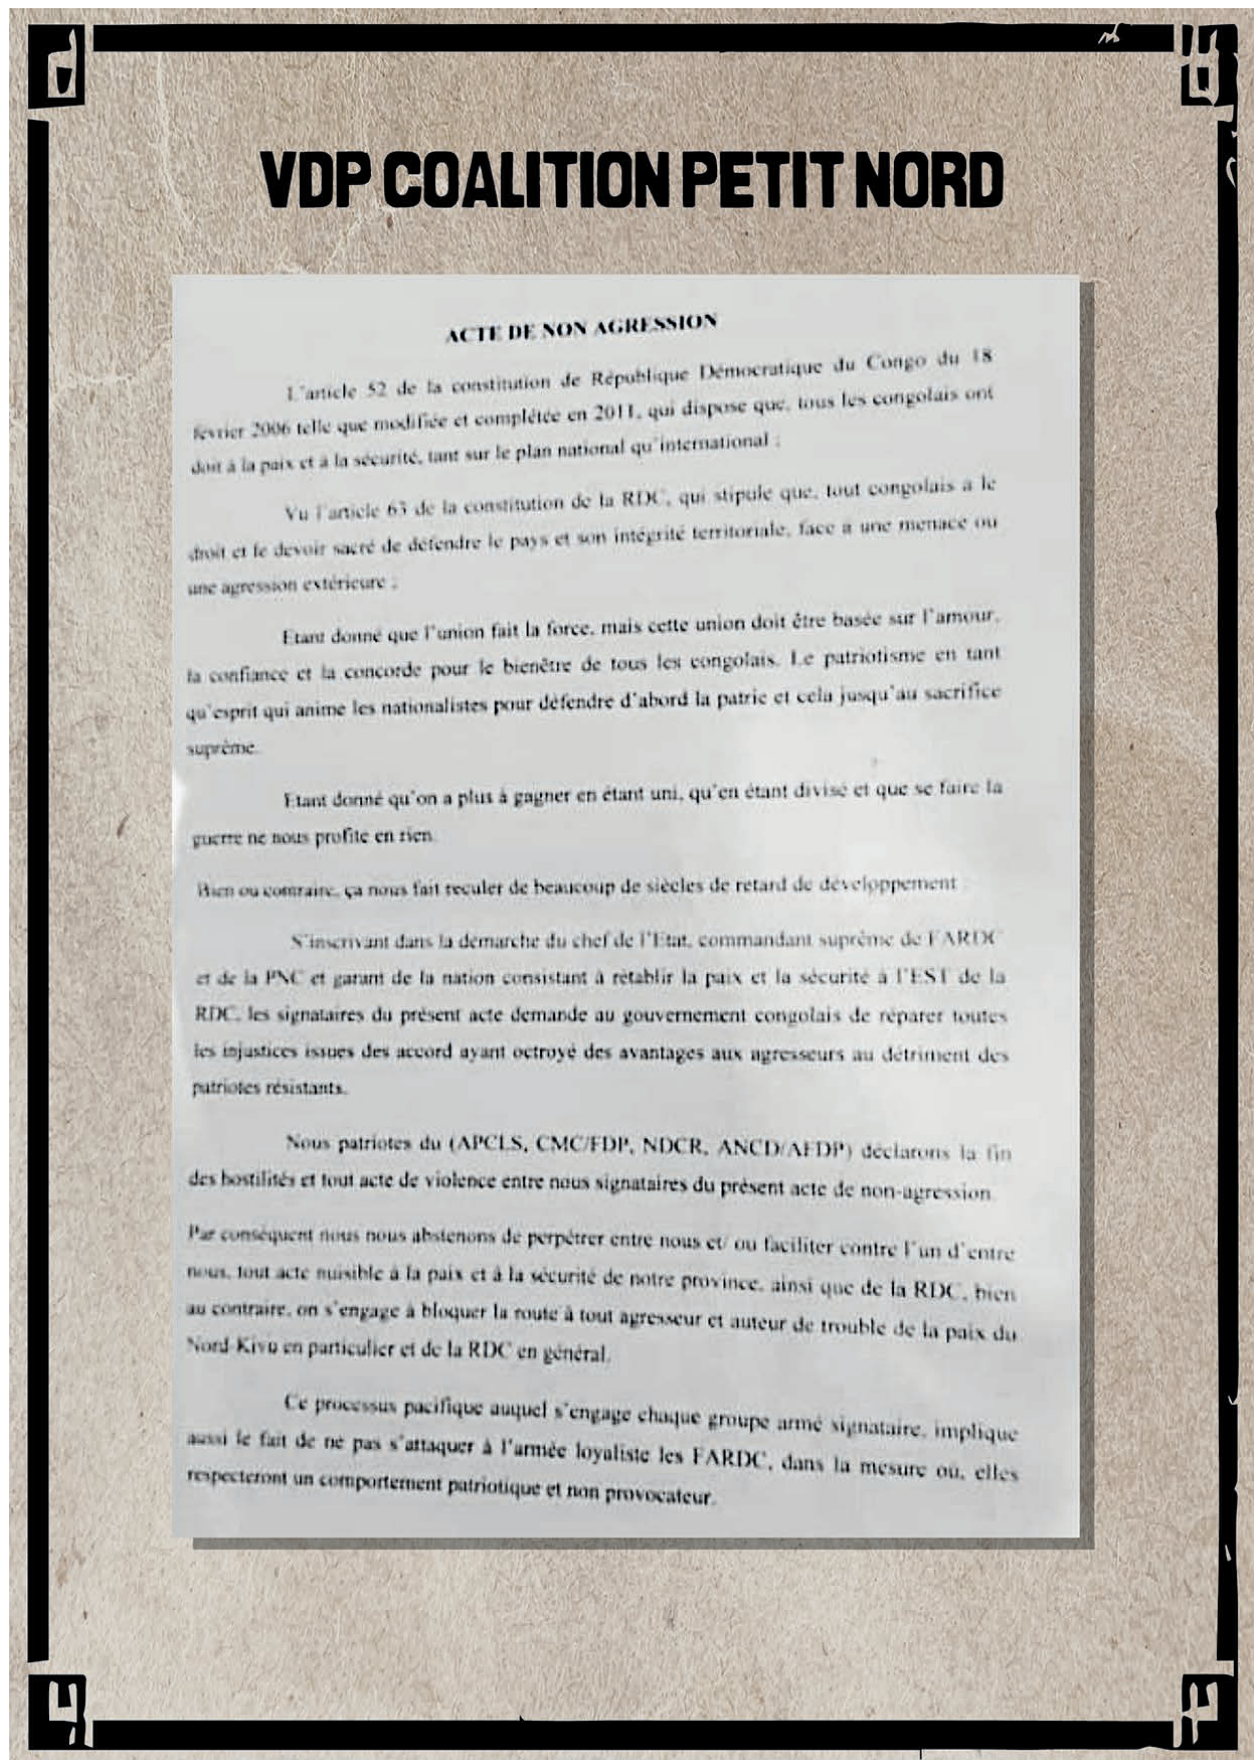 VDP COALITION PETIT NORD
ACTE DE NON AGRESSION
L'article 52 de la constitution de République Démocratique du Congo du 18
février 2006 telle que modifiée et complétée en 2011, qui dispose que, tous les congolais ont
doit à la paix et à la sécurité, tant sur le plan national qu'international ;
Vu l'article 63 de la constitution de la RDC, qui stipule que, tout congolais a le
droit et le devoir sacré de défendre le pays et son intégrité territoriale, face a une menace ou
une agression extérieure ;
Etant donné que l'union fait la force, mais cette union doit être basée sur l'amour,
la confiance et la concorde pour le bienêtre de tous les congolais. Le patriotisme en tant
qu'esprit qui anime les nationalistes pour défendre d'abord la patrie et cela jusqu'au sacrifice
suprême.
Etant donné qu'on a plus à gagner en étant uni, qu'en étant divisé et que se faire la
guerre ne nous profite en rien.
Bien ou contraire, ça nous fait reculer de beaucoup de siècles de retard de développement
S'inscrivant dans la démarche du chef de l'Etat, commandant suprême de FARDC
et de la PNC et garant de la nation consistant à rétablir la paix et la sécurité à l'EST de la
RDC, les signataires du présent acte demande au gouvernement congolais de réparer toutes
les injustices issues des accord ayant octroyé des avantages aux agresseurs au détriment des
patriotes résistants.
Nous patriotes du (APCLS, CMC/FDP, NDCR, ANCD/AFDP) déclarons la fin
des hostilités et tout acte de violence entre nous signataires du présent acte de non-agression.
Par conséquent nous nous abstenons de perpétrer entre nous et/ ou faciliter contre l'un d'entre
nous, tout acte nuisible à la paix et à la sécurité de notre province, ainsi que de la RDC, bien
au contraire, on s'engage à bloquer la route à tout agresseur et auteur de trouble de la paix du
Nord-Kivu en particulier et de la RDC en général.
Ce processus pacifique auquel s'engage chaque groupe armé signataire, implique
aussi le fait de ne pas s'attaquer à l'armée loyaliste les FARDC, dans la mesure où, elles
respecteront un comportement patriotique et non provocateur.